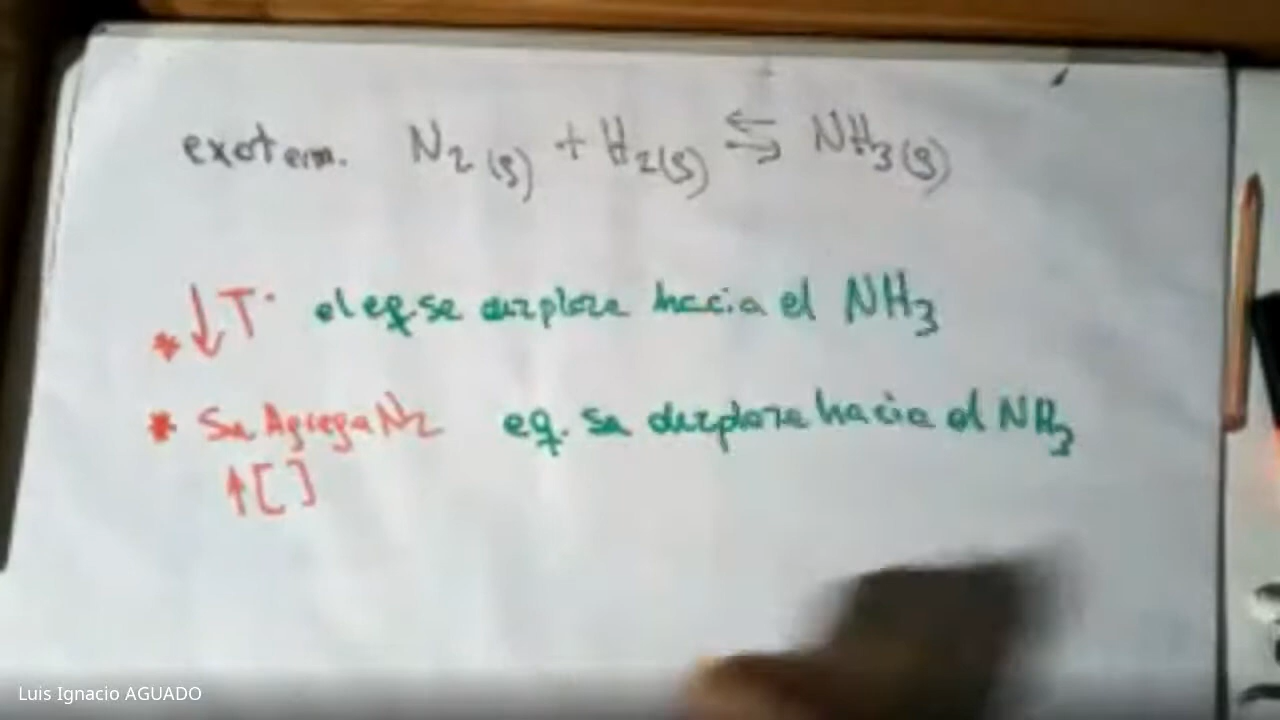 exoterm. N2(g) + H2(g) ⇆ NH3(g)
* ↓T° el eq. se desplaza hacia el NH3
* Se Agrega N2 eq. se desplaza hacia el NH3
↑[ ]
Luis Ignacio AGUADO